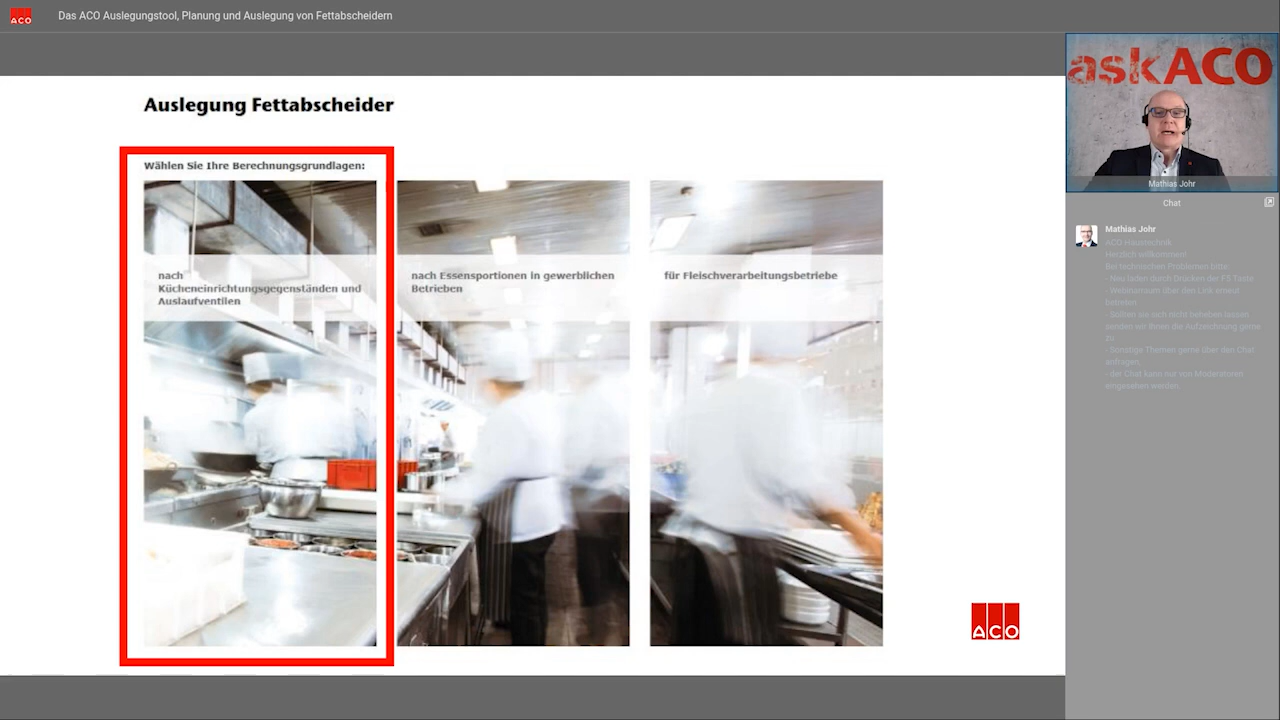 ACO
Das ACO Auslegungstool, Planung und Auslegung von Fettabscheidern
Auslegung Fettabscheider
Wählen Sie Ihre Berechnungsgrundlagen:
nach
Kücheneinrichtungsgegenständen und
Auslaufventilen
nach Essensportionen in gewerblichen
Betrieben
für Fleischverarbeitungsbetriebe
ACO
askACO
Mathias Johr
Chat
Mathias Johr
ACO Haustechnik
Herzlich willkommen!
Bei technischen Problemen bitte:
- Neu laden durch Drücken der F5 Taste
- Webinarraum über den Link erneut
betreten
- Sollten sie sich nicht beheben lassen
senden wir Ihnen die Aufzeichnung gerne
zu
- Sonstige Themen gerne über den Chat
anfragen
- der Chat kann nur von Moderatoren
eingesehen werden.